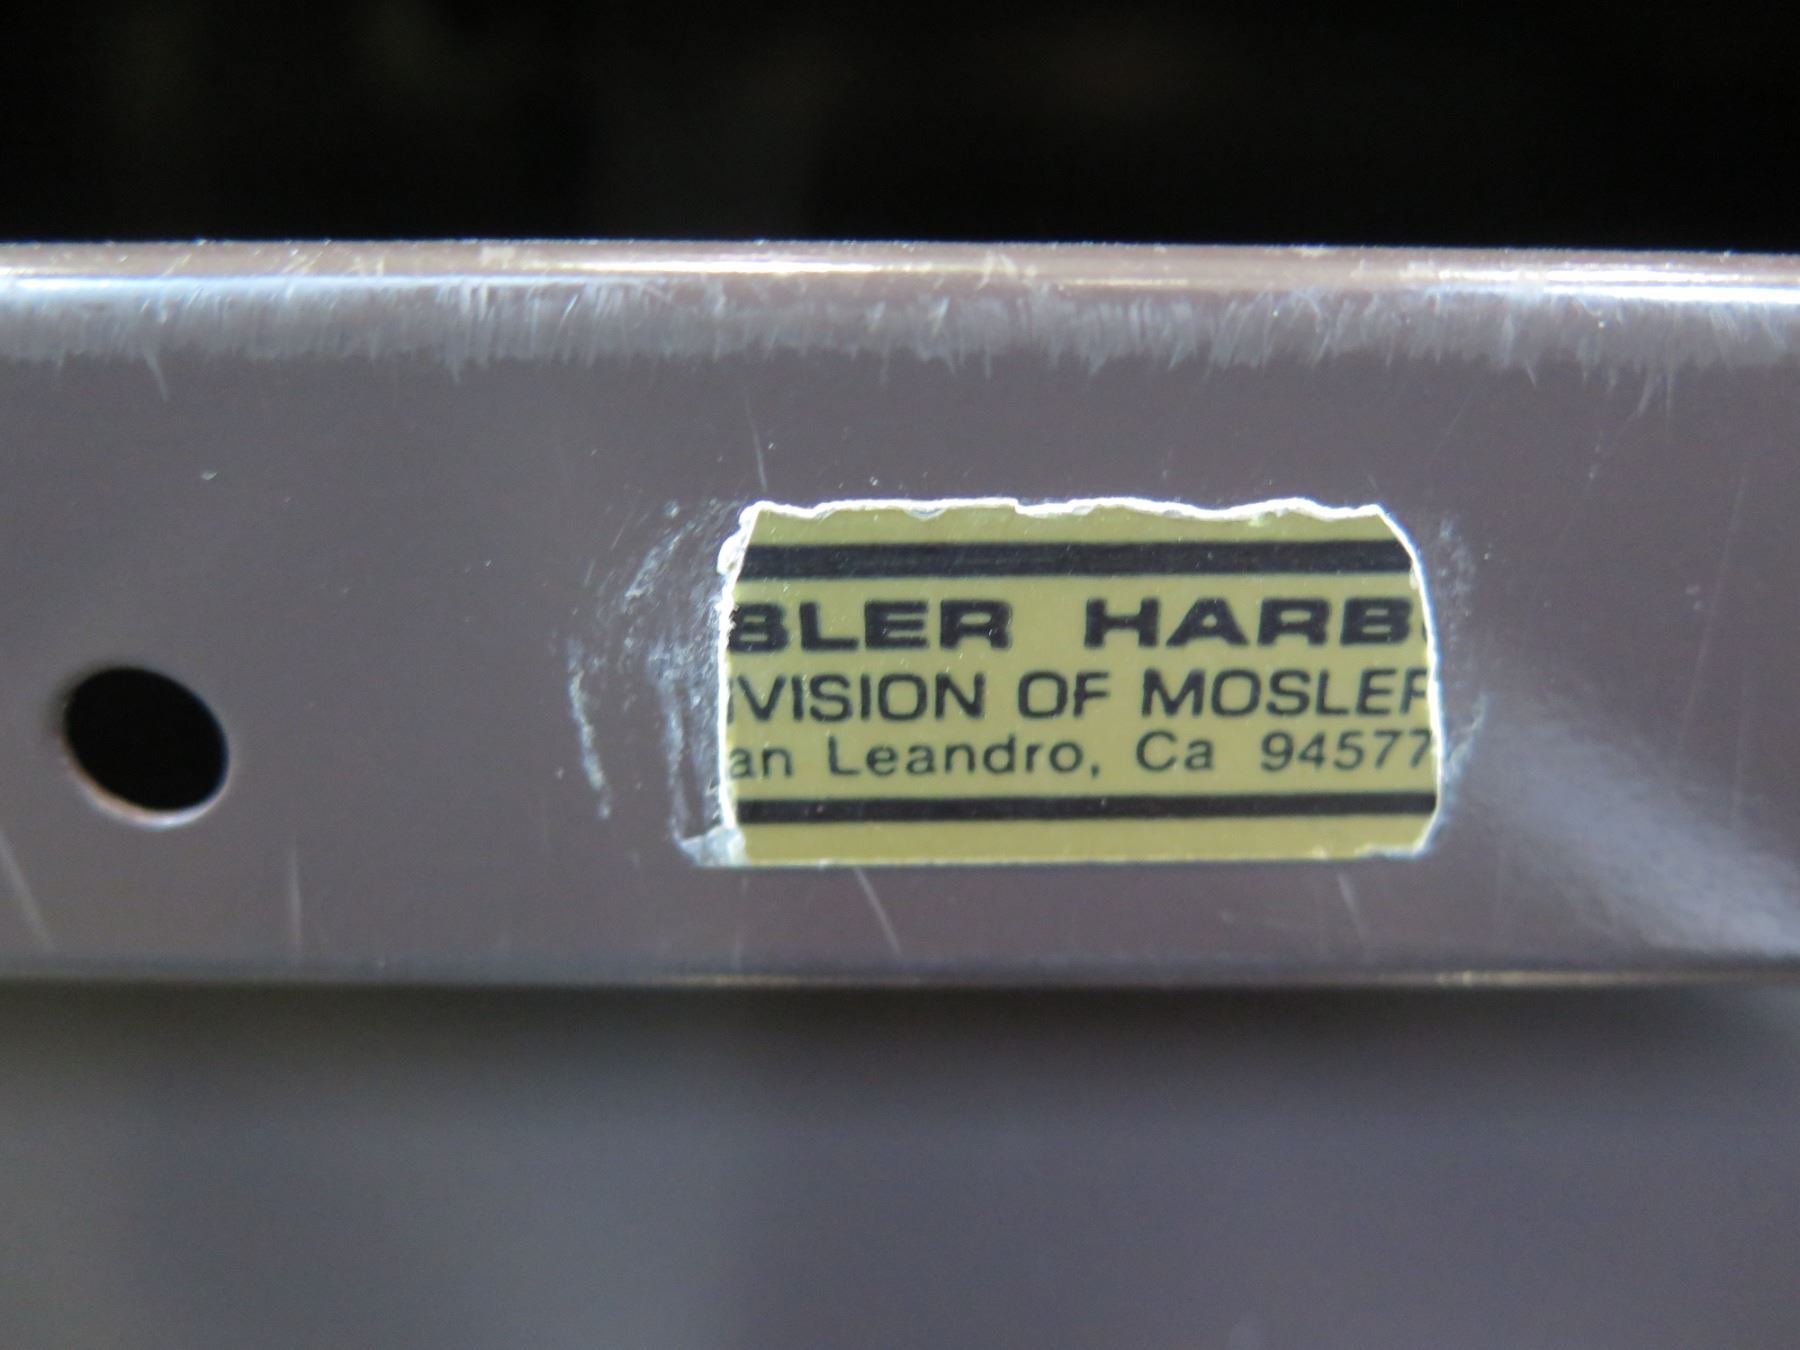 BLER HARB
IVISION OF MOSLER
an Leandro, Ca 94577